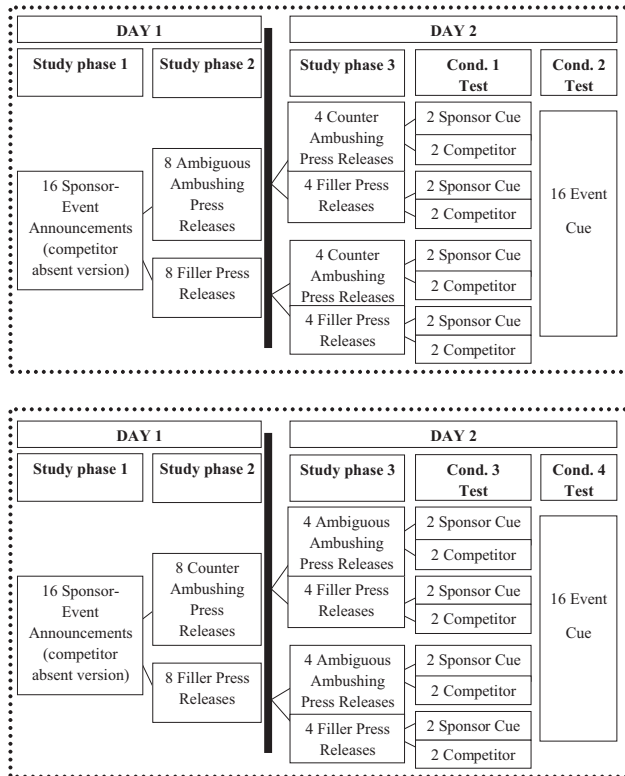 DAY 1
DAY 2
Study phase 1
Study phase 2
Study phase 3
Cond. 1
Test
Cond. 2
Test
16 Sponsor-
Event
Announcements
(competitor
absent version)
8 Ambiguous
Ambushing
Press
Releases
8 Filler Press
Releases
4 Counter
Ambushing
Press Releases
4 Filler Press
Releases
4 Counter
Ambushing
Press Releases
4 Filler Press
Releases
2 Sponsor Cue
2 Competitor
2 Sponsor Cue
2 Competitor
2 Sponsor Cue
2 Competitor
2 Sponsor Cue
2 Competitor
16 Event
Cue
DAY 1
DAY 2
Study phase 1
Study phase 2
Study phase 3
Cond. 3
Test
Cond. 4
Test
16 Sponsor-
Event
Announcements
(competitor
absent version)
8 Counter
Ambushing
Press
Releases
8 Filler Press
Releases
4 Ambiguous
Ambushing
Press Releases
4 Filler Press
Releases
4 Ambiguous
Ambushing
Press Releases
4 Filler Press
Releases
2 Sponsor Cue
2 Competitor
2 Sponsor Cue
2 Competitor
2 Sponsor Cue
2 Competitor
2 Sponsor Cue
2 Competitor
16 Event
Cue